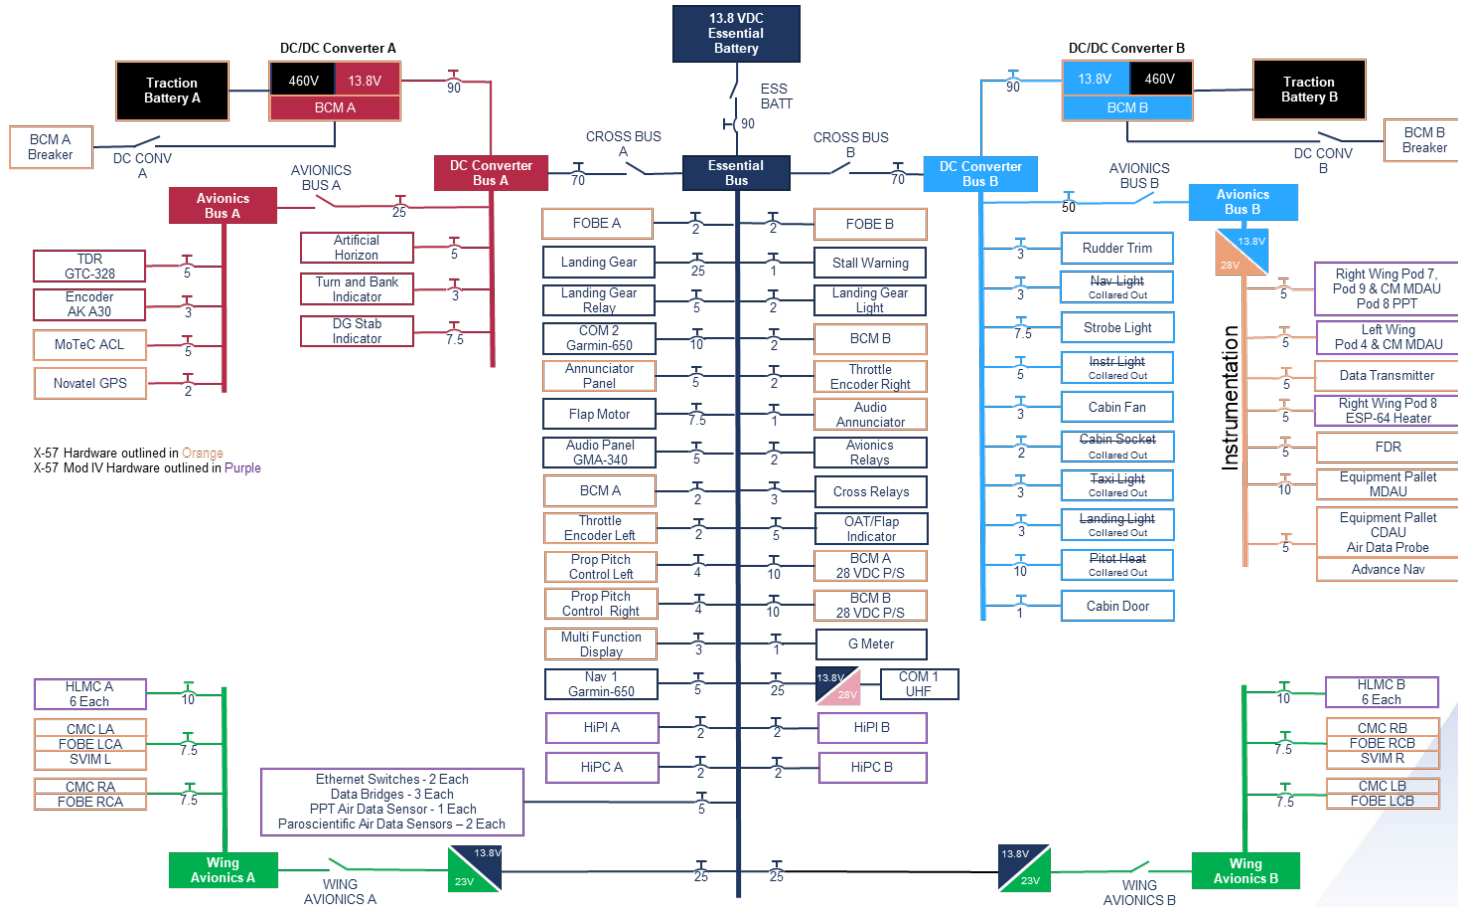 13.8 VDC
Essential
Battery
DC/DC Converter A
DC/DC Converter B
Traction
Battery A
460V
13.8V
BCM A
90
ESS
BATT
90
90
13.8V
460V
BCM B
Traction
Battery B
BCM A
Breaker
DC CONV
A
CROSS BUS
A
CROSS BUS
B
DC CONV
B
BCM B
Breaker
DC Converter
Bus A
70
Essential
Bus
70
DC Converter
Bus B
Avionics
Bus A
AVIONICS
BUS A
25
50
AVIONICS
BUS B
Avionics
Bus B
TDR
GTC-328
5
Encoder
AK A30
3
MoTeC ACL
5
Novatel GPS
2
Artificial
Horizon
5
Turn and Bank
Indicator
3
DG Stab
Indicator
7.5
X-57 Hardware outlined in Orange
X-57 Mod IV Hardware outlined in Purple
FOBE A
2
2
FOBE B
Landing Gear
25
1
Stall Warning
Landing Gear
Relay
5
2
Landing Gear
Light
COM 2
Garmin-650
10
2
BCM B
Annunciator
Panel
5
2
Throttle
Encoder Right
Flap Motor
7.5
1
Audio
Annunciator
Audio Panel
GMA-340
5
2
Avionics
Relays
BCM A
2
3
Cross Relays
Throttle
Encoder Left
2
5
OAT/Flap
Indicator
Prop Pitch
Control Left
4
10
BCM A
28 VDC P/S
Prop Pitch
Control Right
4
10
BCM B
28 VDC P/S
Multi Function
Display
3
1
G Meter
Nav 1
Garmin-650
5
25
13.8V
28V
COM 1
UHF
HiPI A
2
2
HiPI B
HiPC A
2
2
HiPC B
Ethernet Switches - 2 Each
Data Bridges - 3 Each
PPT Air Data Sensor - 1 Each
Paroscientific Air Data Sensors – 2 Each
5
3
Rudder Trim
3
Nav Light
Collared Out
7.5
Strobe Light
5
Instr Light
Collared Out
3
Cabin Fan
2
Cabin Socket
Collared Out
3
Taxi Light
Collared Out
3
Landing Light
Collared Out
10
Pitot Heat
Collared Out
1
Cabin Door
13.8V
28V
Instrumentation
5
Right Wing Pod 7,
Pod 9 & CM MDAU
Pod 8 PPT
5
Left Wing
Pod 4 & CM MDAU
5
Data Transmitter
5
Right Wing Pod 8
ESP-64 Heater
5
FDR
10
Equipment Pallet
MDAU
5
Equipment Pallet
CDAU
Air Data Probe
Advance Nav
HLMC A
6 Each
10
CMC LA
FOBE LCA
SVIM L
7.5
CMC RA
FOBE RCA
7.5
Wing
Avionics A
WING
AVIONICS A
13.8V
23V
25
25
13.8V
23V
WING
AVIONICS B
Wing
Avionics B
10
HLMC B
6 Each
7.5
CMC RB
FOBE RCB
SVIM R
7.5
CMC LB
FOBE LCB